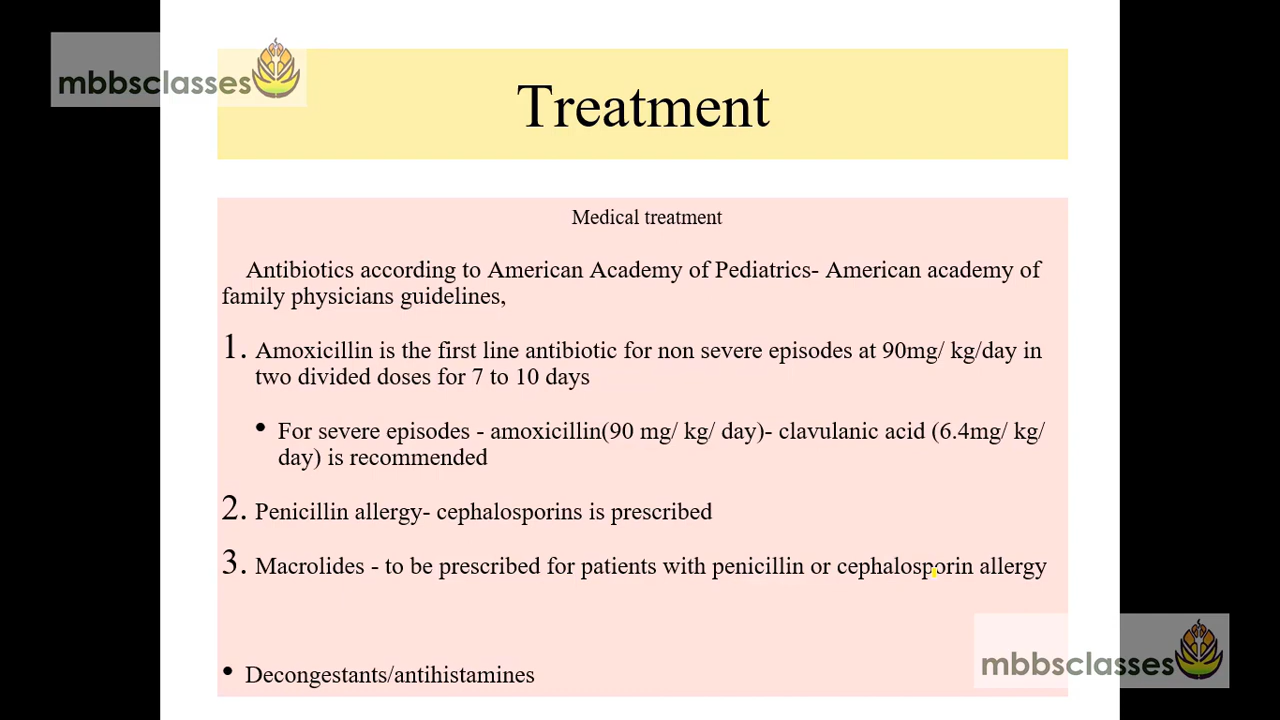 mbbsclasses
Treatment
Medical treatment
Antibiotics according to American Academy of Pediatrics- American academy of
family physicians guidelines,
1. Amoxicillin is the first line antibiotic for non severe episodes at 90mg/ kg/day in
two divided doses for 7 to 10 days
• For severe episodes - amoxicillin(90 mg/ kg/ day)- clavulanic acid (6.4mg/ kg/
day) is recommended
2. Penicillin allergy- cephalosporins is prescribed
3. Macrolides - to be prescribed for patients with penicillin or cephalosporin allergy
mbbsclasses
• Decongestants/antihistamines